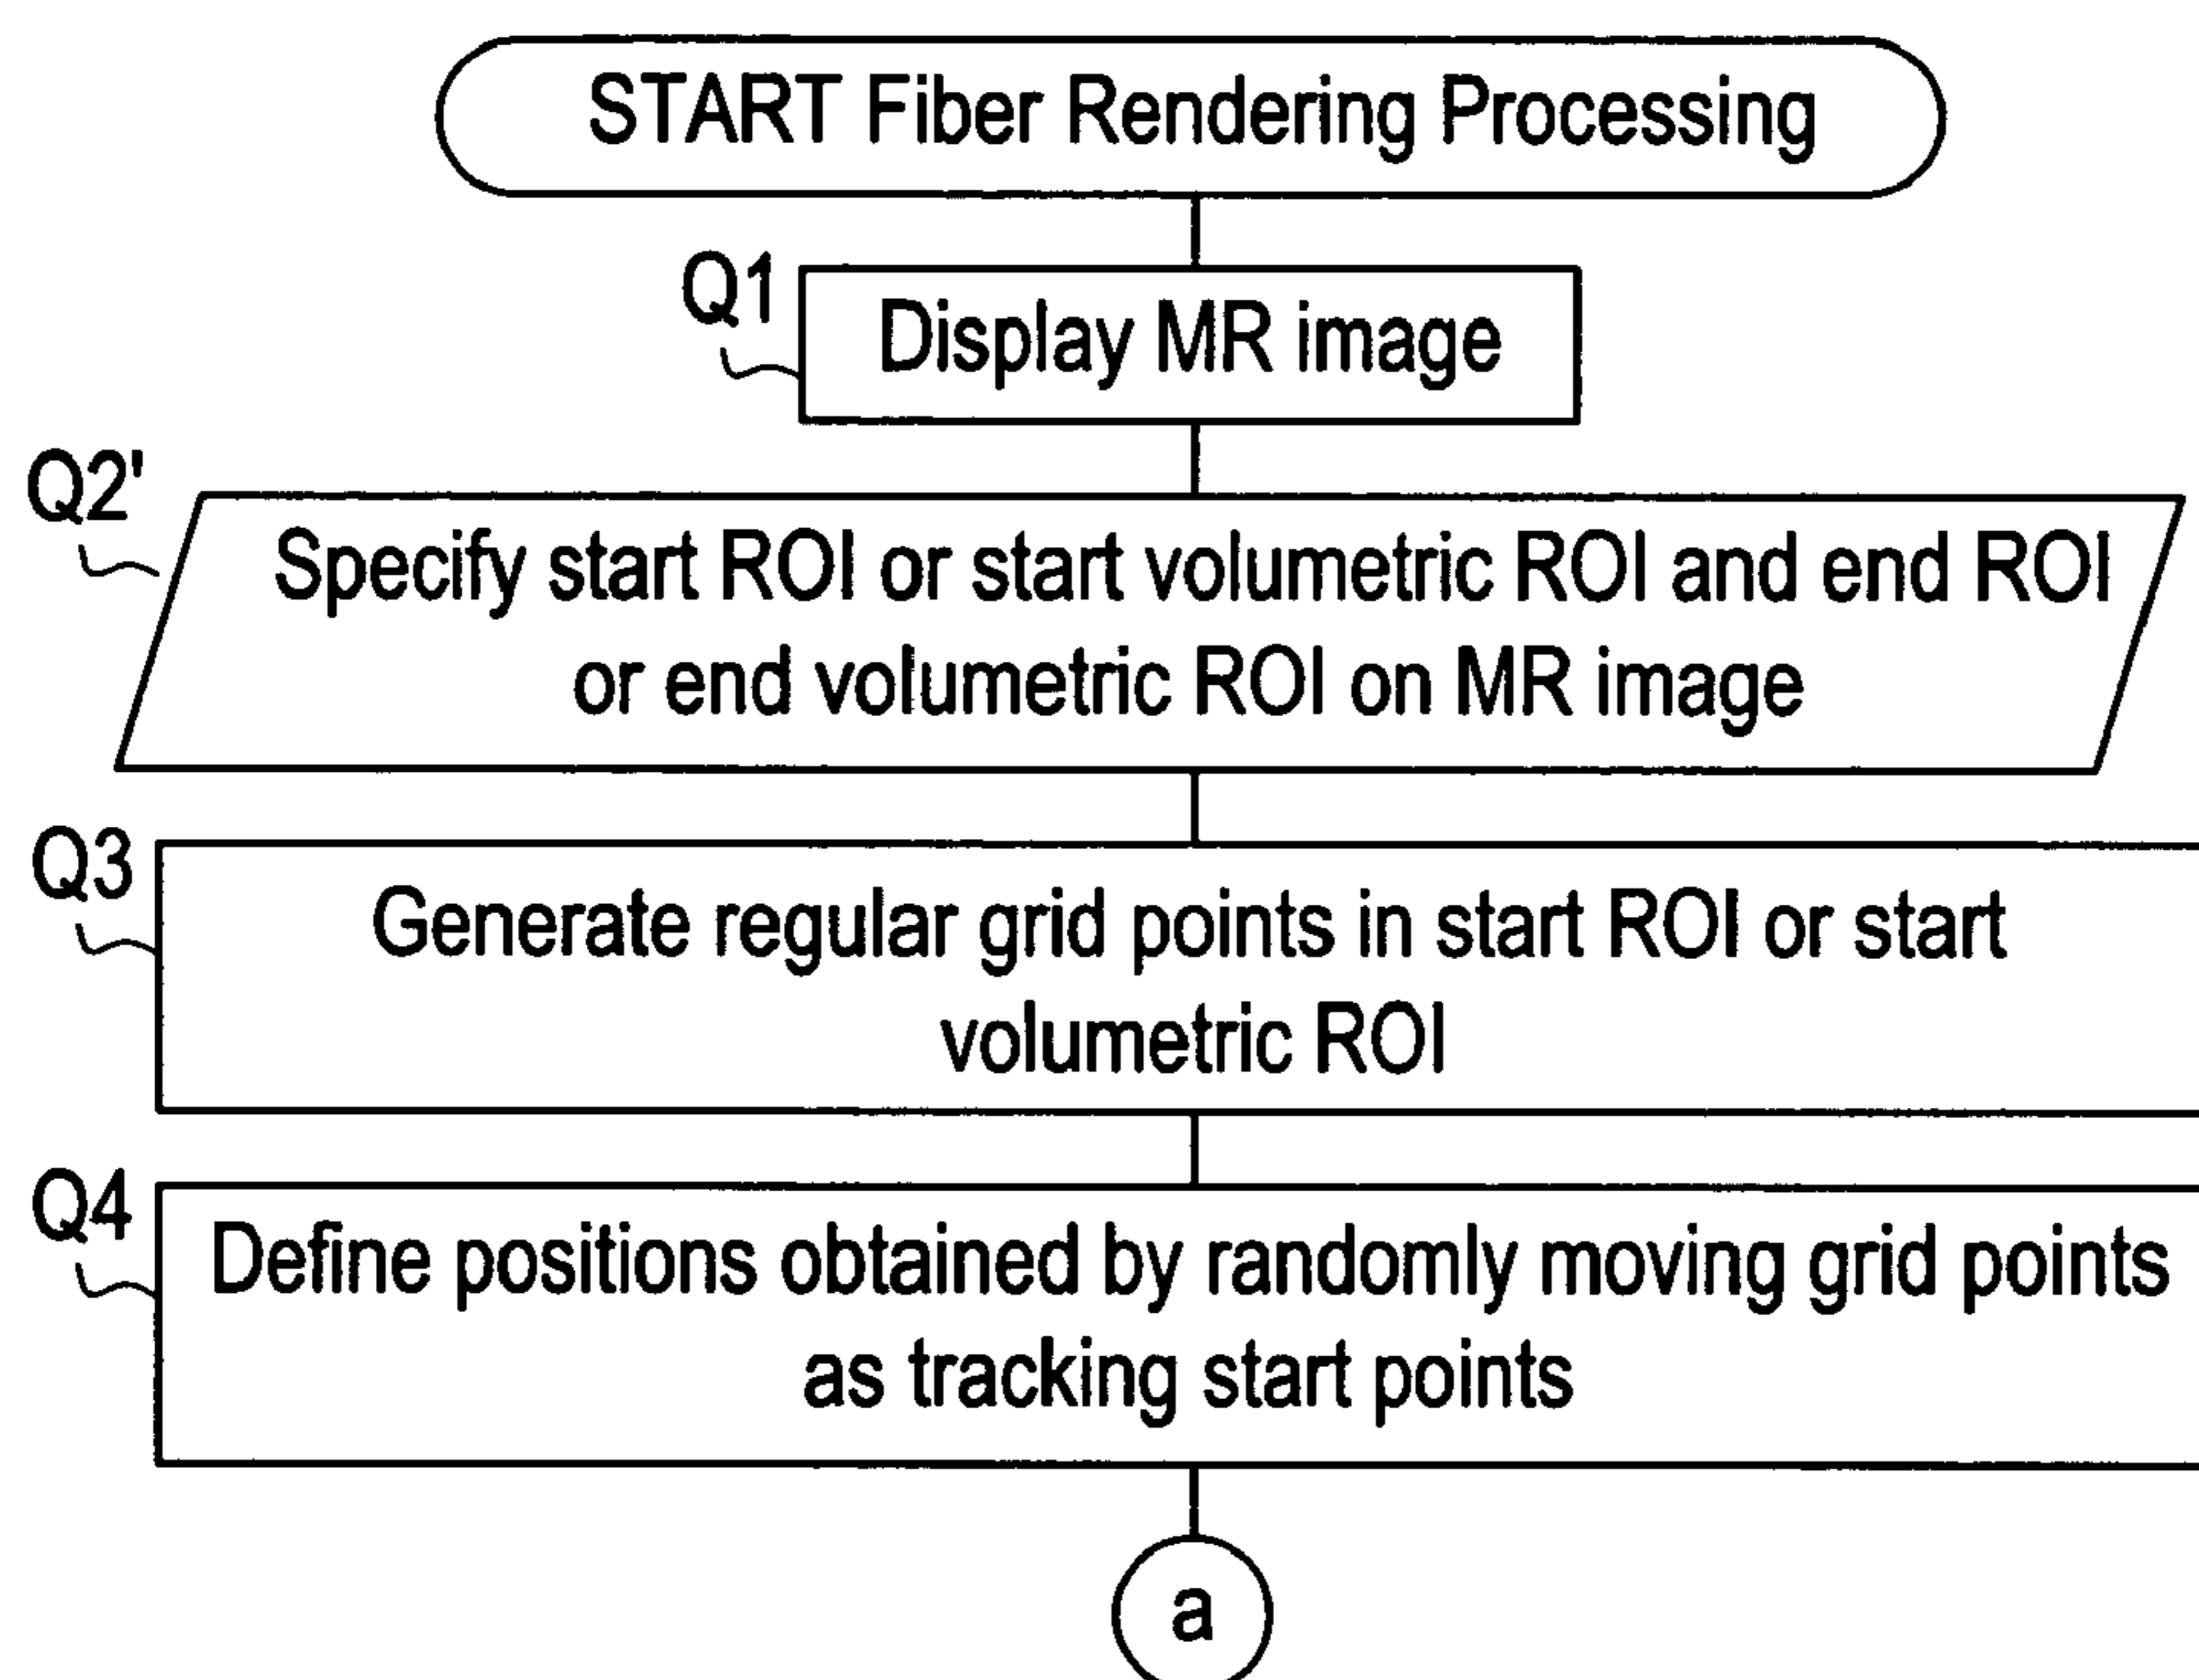 START Fiber Rendering Processing
Q1
Display MR image
Q2'
Specify start ROI or start volumetric ROI and end ROI
or end volumetric ROI on MR image
Q3
Generate regular grid points in start ROI or start
volumetric ROI
Q4
Define positions obtained by randomly moving grid points
as tracking start points
a